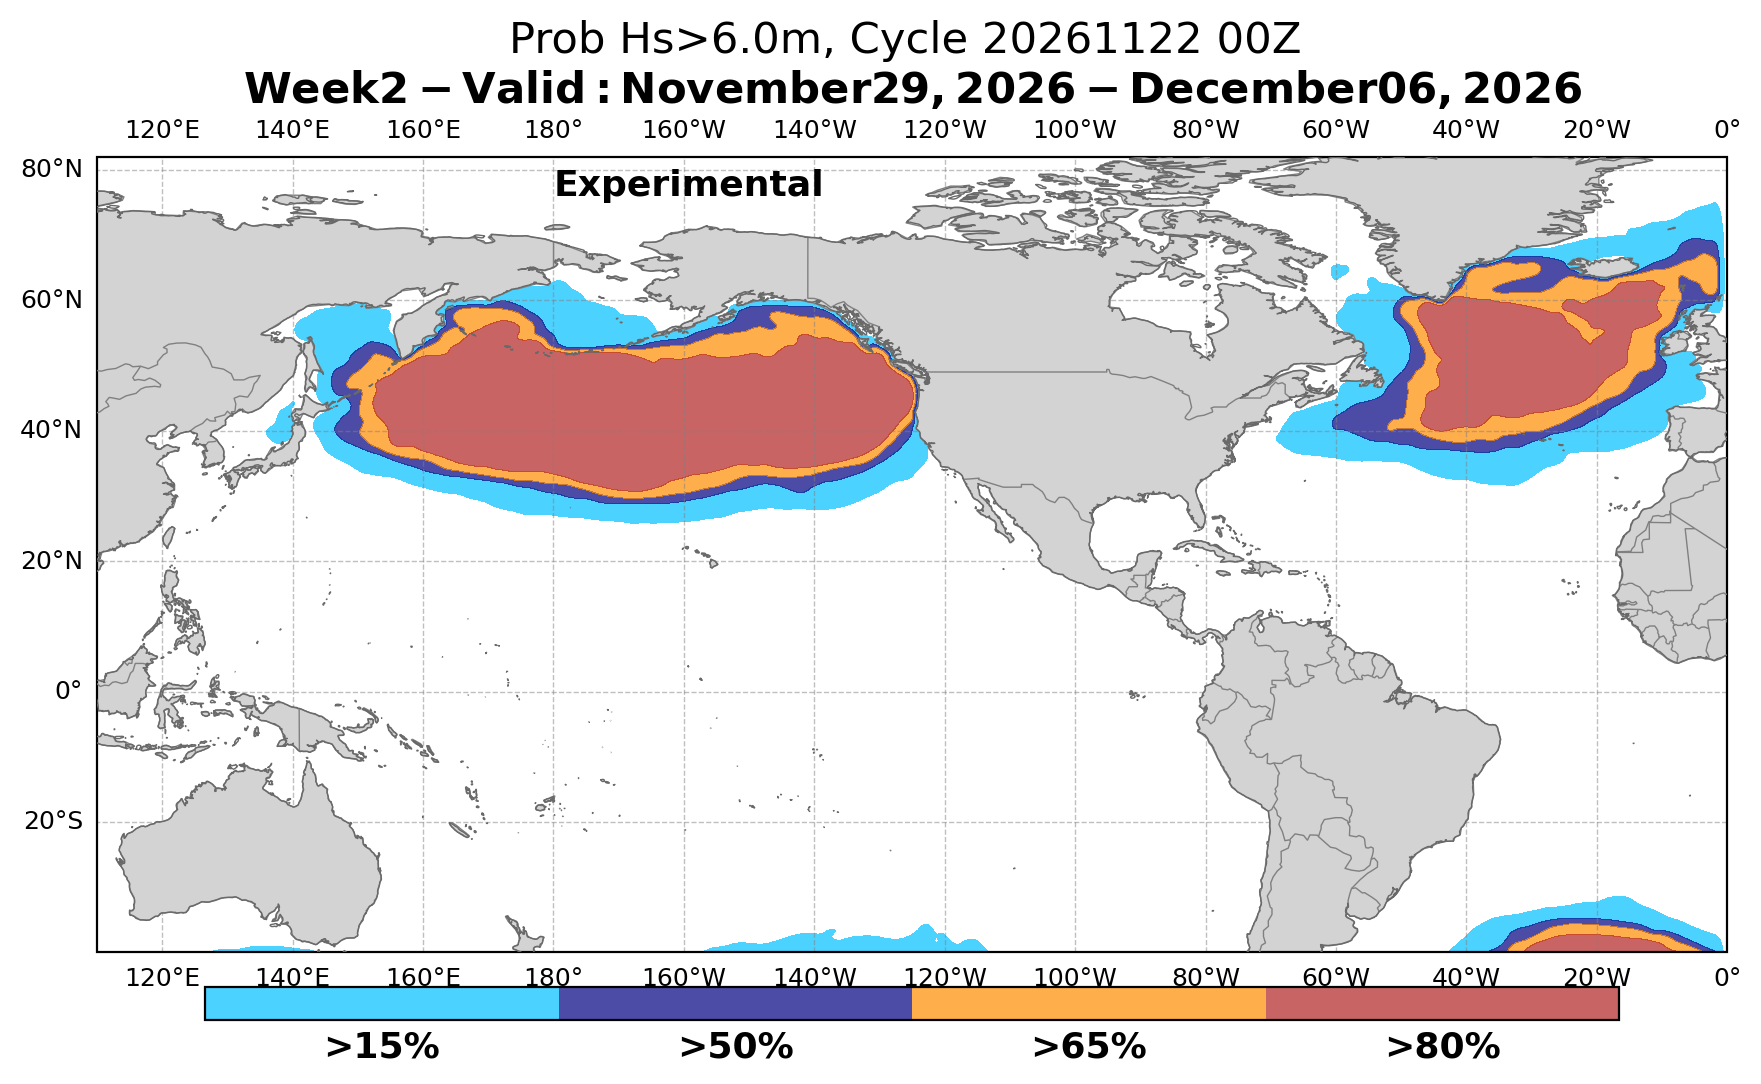 Prob Hs>6.0m, Cycle 20261122 00Z
Week2 − Valid : November29, 2026 − December06, 2026
120°E 140°E 160°E 180° 160°W 140°W 120°W 100°W 80°W 60°W 40°W 20°W 0°
80°N
Experimental
60°N
40°N
20°N
0°
20°S
120°E 140°E 160°E 180° 160°W 140°W 120°W 100°W 80°W 60°W 40°W 20°W 0°
>15% >50% >65% >80%